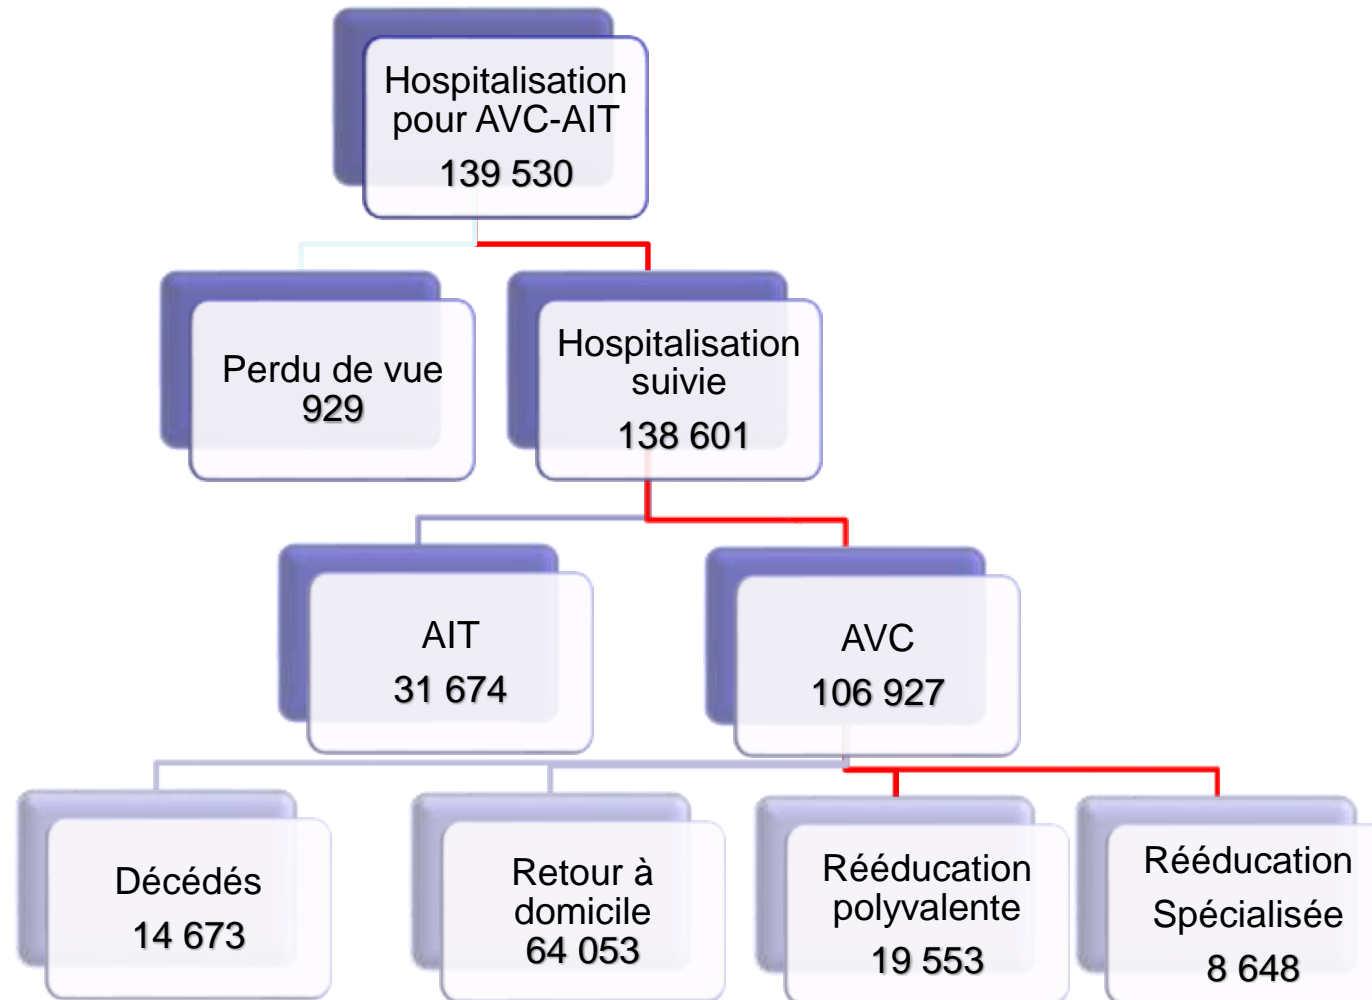 Hospitalisation
pour AVC-AIT
139 530
Perdu de vue
929
Hospitalisation
suivie
138 601
AIT
31 674
AVC
106 927
Décédés
14 673
Retour à
domicile
64 053
Rééducation
polyvalente
19 553
Rééducation
Spécialisée
8 648